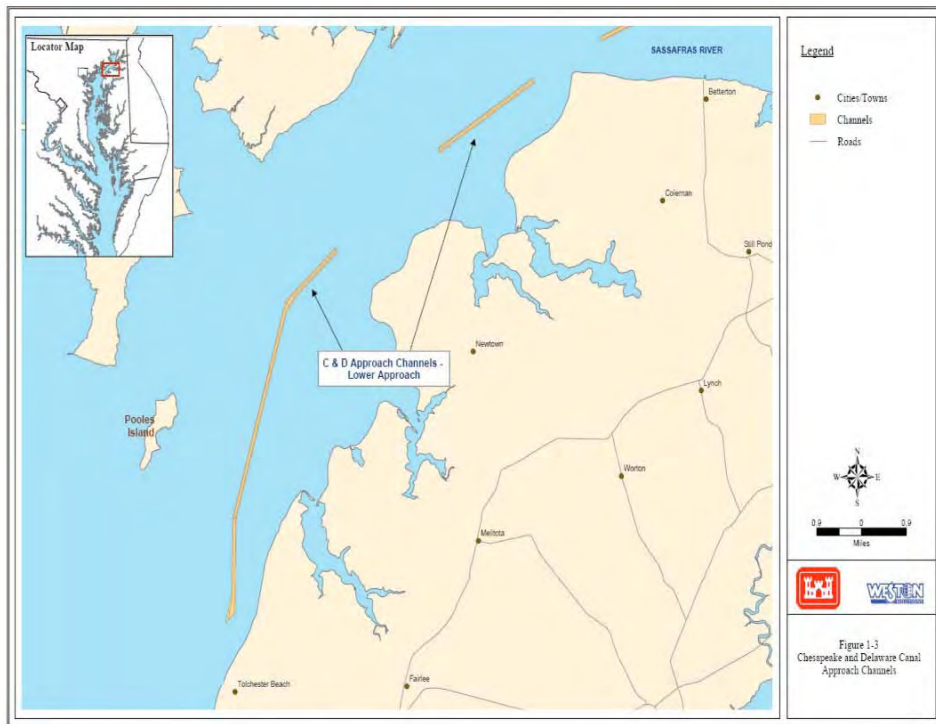 Locator Map
SASSAFRAS RIVER
Betterton
Coleman
Still Pond
C & D Approach Channels -
Lower Approach
Newtown
Lynch
Pooles
Island
Worton
Melitota
Tolchester Beach
Fairlee
Legend
Cities/Towns
Channels
Roads
N
W
E
S
0.9 0 0.9
Miles
WESTON
Figure 1-3
Chesapeake and Delaware Canal
Approach Channels